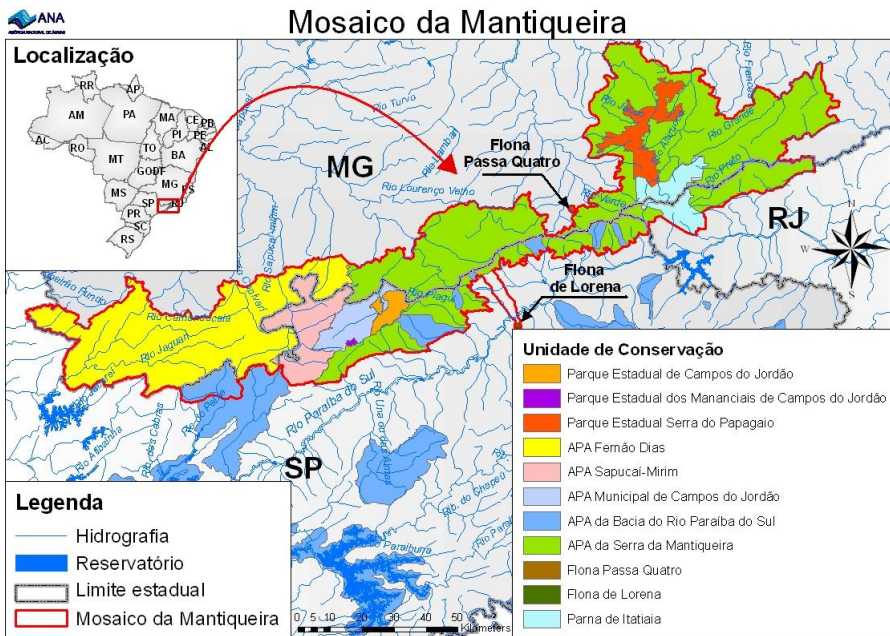 ANA
AGÊNCIA NACIONAL DE ÁGUAS
Mosaico da Mantiqueira
Localização
RR
AP
AM
PA
MA
CE
PB
PI
PE
AL
AC
RO
TO
MT
BA
GO
DF
MG
ES
MS
SP
RJ
PR
SC
RS
MG
Rio Turvo
Rio Lourenço Velho
Flona
Passa Quatro
Rio Verde
Rio Grande
Rio Preto
RJ
N
W
S
Flona
de Lorena
Rio Sapucaí-mirim
Rio Camanducaia
Rio Jaguari
Rio Paraíba do Sul
SP
Unidade de Conservação
Parque Estadual de Campos do Jordão
Parque Estadual dos Mananciais de Campos do Jordão
Parque Estadual Serra do Papagaio
APA Fernão Dias
APA Sapucaí-Mirim
APA Municipal de Campos do Jordão
APA da Bacia do Rio Paraíba do Sul
APA da Serra da Mantiqueira
Flona Passa Quatro
Flona de Lorena
Parna de Itatiaia
Legenda
Hidrografia
Reservatório
Limite estadual
Mosaico da Mantiqueira
0 5 10 20 30 40 50
Kilometers